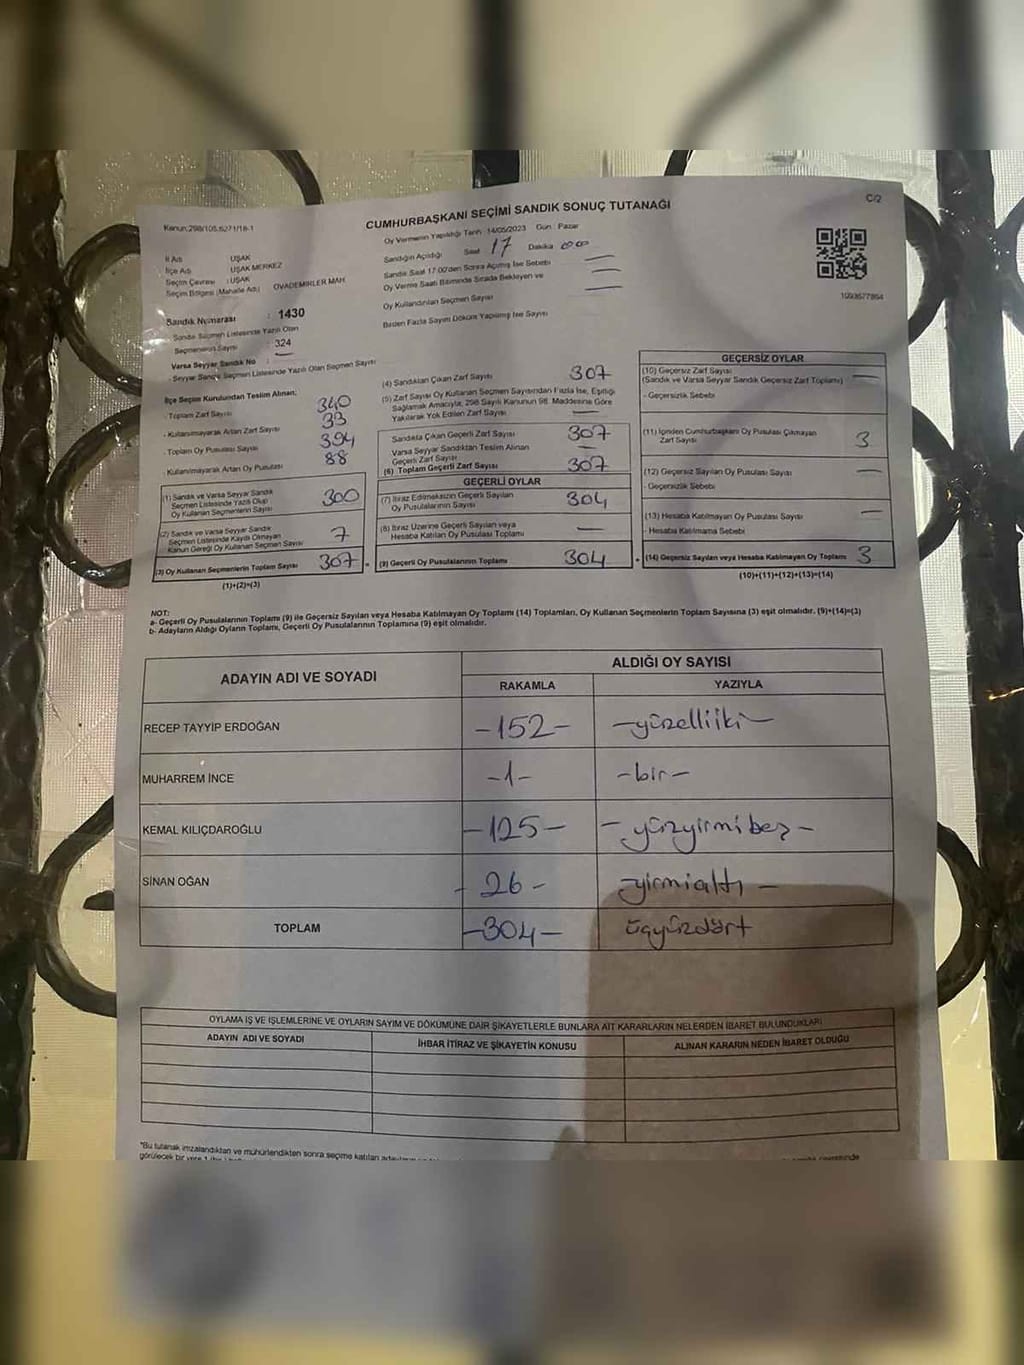 C/2
Kanun:298/105,6271/18-1
CUMHURBAŞKANI SEÇİMİ SANDIK SONUÇ TUTANAĞI
Oy Vermenin Yapıldığı Tarih :14/05/2023 Gün : Pazar
İl Adı : UŞAK
İlçe Adı : UŞAK MERKEZ
Seçim Çevresi : UŞAK
Seçim Bölgesi (Mahalle Adı) : OVADEMİRLER MAH
Sandık Numarası : 1430
Sandık Seçmen Listesinde Yazılı Olan
Seçmenlerin Sayısı : 324
Varsa Seyyar Sandık No : —
Seyyar Sandık Seçmen Listesinde Yazılı Olan Seçmen Sayısı
Sandığın Açıldığı Saat 17 Dakika 00
Sandık Saat 17.00'den Sonra Açılmış İse Sebebi —
Oy Verme Saati Bitiminde Sırada Bekleyen ve —
Oy Kullandırılan Seçmen Sayısı —
Birden Fazla Sayım Döküm Yapılmış İse Sayısı
İlçe Seçim Kurulundan Teslim Alınan;
- Toplam Zarf Sayısı 340
- Kullanılmayarak Artan Zarf Sayısı 33
- Toplam Oy Pusulası Sayısı 394
- Kullanılmayarak Artan Oy Pusulası 88
(1) Sandık ve Varsa Seyyar Sandık
Seçmen Listesinde Yazılı Olup
Oy Kullanan Seçmenlerin Sayısı 300
(2) Sandık ve Varsa Seyyar Sandık
Seçmen Listesinde Kayıtlı Olmayan
Kanun Gereği Oy Kullanan Seçmen Sayısı 7
(3) Oy Kullanan Seçmenlerin Toplam Sayısı 307
(1)+(2)=(3)
(4) Sandıktan Çıkan Zarf Sayısı 307
(5) Zarf Sayısı Oy Kullanan Seçmen Sayısından Fazla İse, Eşitliği
Sağlamak Amacıyla, 298 Sayılı Kanunun 98. Maddesine Göre
Yakılarak Yok Edilen Zarf Sayısı —
Sandıkta Çıkan Geçerli Zarf Sayısı 307
Varsa Seyyar Sandıktan Teslim Alınan
Geçerli Zarf Sayısı —
(6) Toplam Geçerli Zarf Sayısı 307
GEÇERLİ OYLAR
(7) İtiraz Edilmeksizin Geçerli Sayılan
Oy Pusulalarının Sayısı 304
(8) İtiraz Üzerine Geçerli Sayılan veya
Hesaba Katılan Oy Pusulası Toplamı —
(9) Geçerli Oy Pusulalarının Toplamı 304
1093677864
GEÇERSİZ OYLAR
(10) Geçersiz Zarf Sayısı
(Sandık ve Varsa Seyyar Sandık Geçersiz Zarf Toplamı) —
- Geçersizlik Sebebi
(11) İçinden Cumhurbaşkanı Oy Pusulası Çıkmayan
Zarf Sayısı 3
(12) Geçersiz Sayılan Oy Pusulası Sayısı —
- Geçersizlik Sebebi
(13) Hesaba Katılmayan Oy Pusulası Sayısı —
- Hesaba Katılmama Sebebi
(14) Geçersiz Sayılan veya Hesaba Katılmayan Oy Toplamı 3
(10)+(11)+(12)+(13)=(14)
NOT:
a- Geçerli Oy Pusulalarının Toplamı (9) ile Geçersiz Sayılan veya Hesaba Katılmayan Oy Toplamı (14) Toplamları, Oy Kullanan Seçmenlerin Toplam Sayısına (3) eşit olmalıdır. (9)+(14)=(3)
b- Adayların Aldığı Oyların Toplamı, Geçerli Oy Pusulalarının Toplamına (9) eşit olmalıdır.
ADAYIN ADI VE SOYADI
ALDIĞI OY SAYISI
RAKAMLA YAZIYLA
RECEP TAYYİP ERDOĞAN -152- -yüzelliiki-
MUHARREM İNCE -1- -bir-
KEMAL KILIÇDAROĞLU -125- -yüzyirmibeş-
SİNAN OĞAN -26- -yirmialtı-
TOPLAM -304- üçyüzdört
OYLAMA İŞ VE İŞLEMLERİNE VE OYLARIN SAYIM VE DÖKÜMÜNE DAİR ŞİKAYETLERLE BUNLARA AİT KARARLARIN NELERDEN İBARET BULUNDUKLARI
ADAYIN ADI VE SOYADI İHBAR İTİRAZ VE ŞİKAYETİN KONUSU ALINAN KARARIN NEDEN İBARET OLDUĞU
*Bu tutanak imzalandıktan ve mühürlendikten sonra seçime katılan
görülecek bir yere